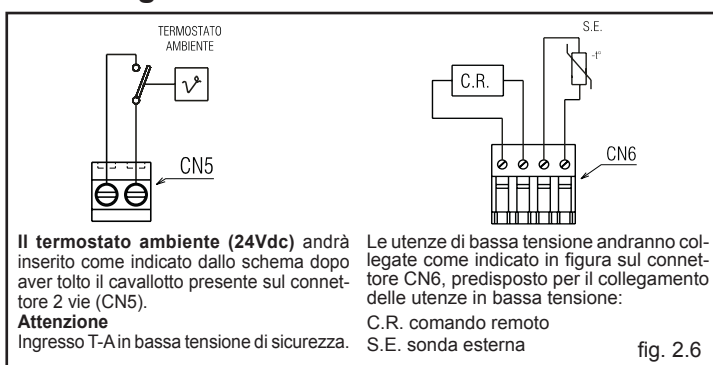 TERMOSTATO
AMBIENTE
CN5
Il termostato ambiente (24Vdc) andrà
inserito come indicato dallo schema dopo
aver tolto il cavallotto presente sul connet-
tore 2 vie (CN5).
Attenzione
Ingresso T-A in bassa tensione di sicurezza.
S.E.
-t°
C.R.
CN6
Le utenze di bassa tensione andranno col-
legate come indicato in figura sul connet-
tore CN6, predisposto per il collegamento
delle utenze in bassa tensione:
C.R. comando remoto
S.E. sonda esterna
fig. 2.6